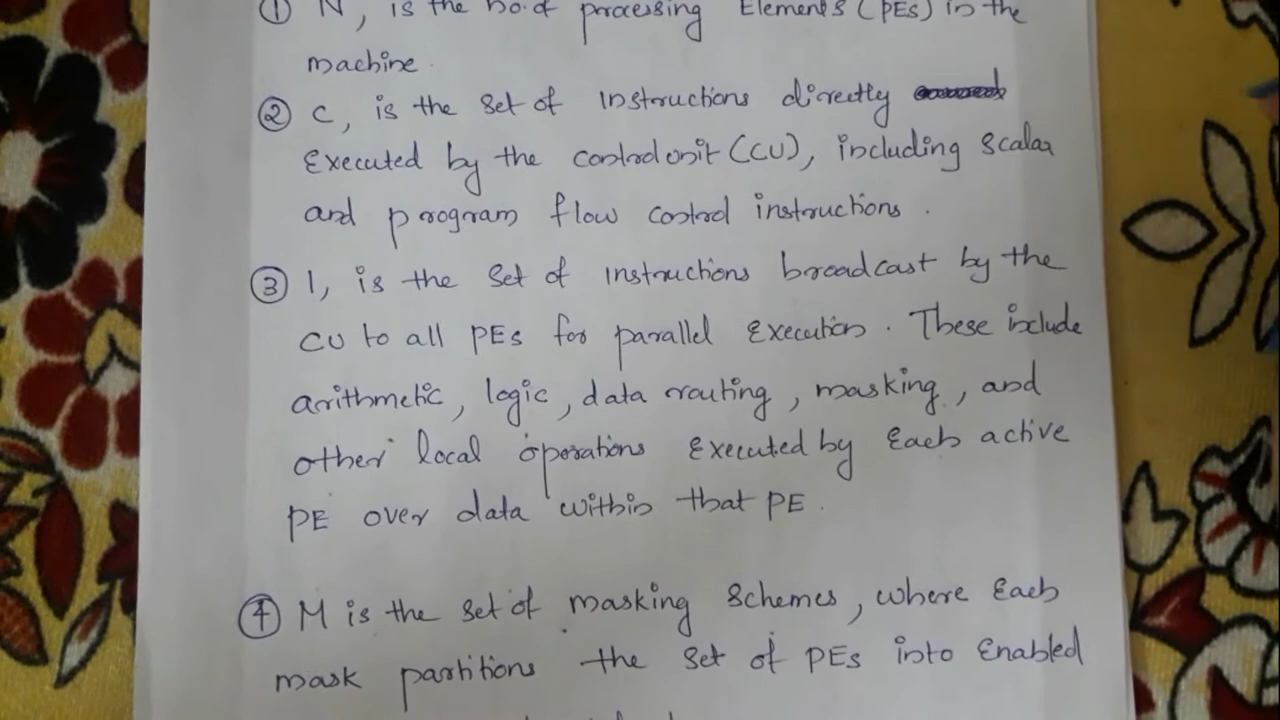 ① N, is the no. of processing Elements (PEs) in the
machine.
② C, is the set of instructions directly
Executed by the control unit (CU), including scalar
and program flow control instructions.
③ I, is the set of instructions broadcast by the
CU to all PEs for parallel execution. These include
arithmetic, logic, data routing, masking, and
other local operations executed by each active
PE over data within that PE.
④ M is the set of masking schemes, where each
mask partitions the set of PEs into Enabled